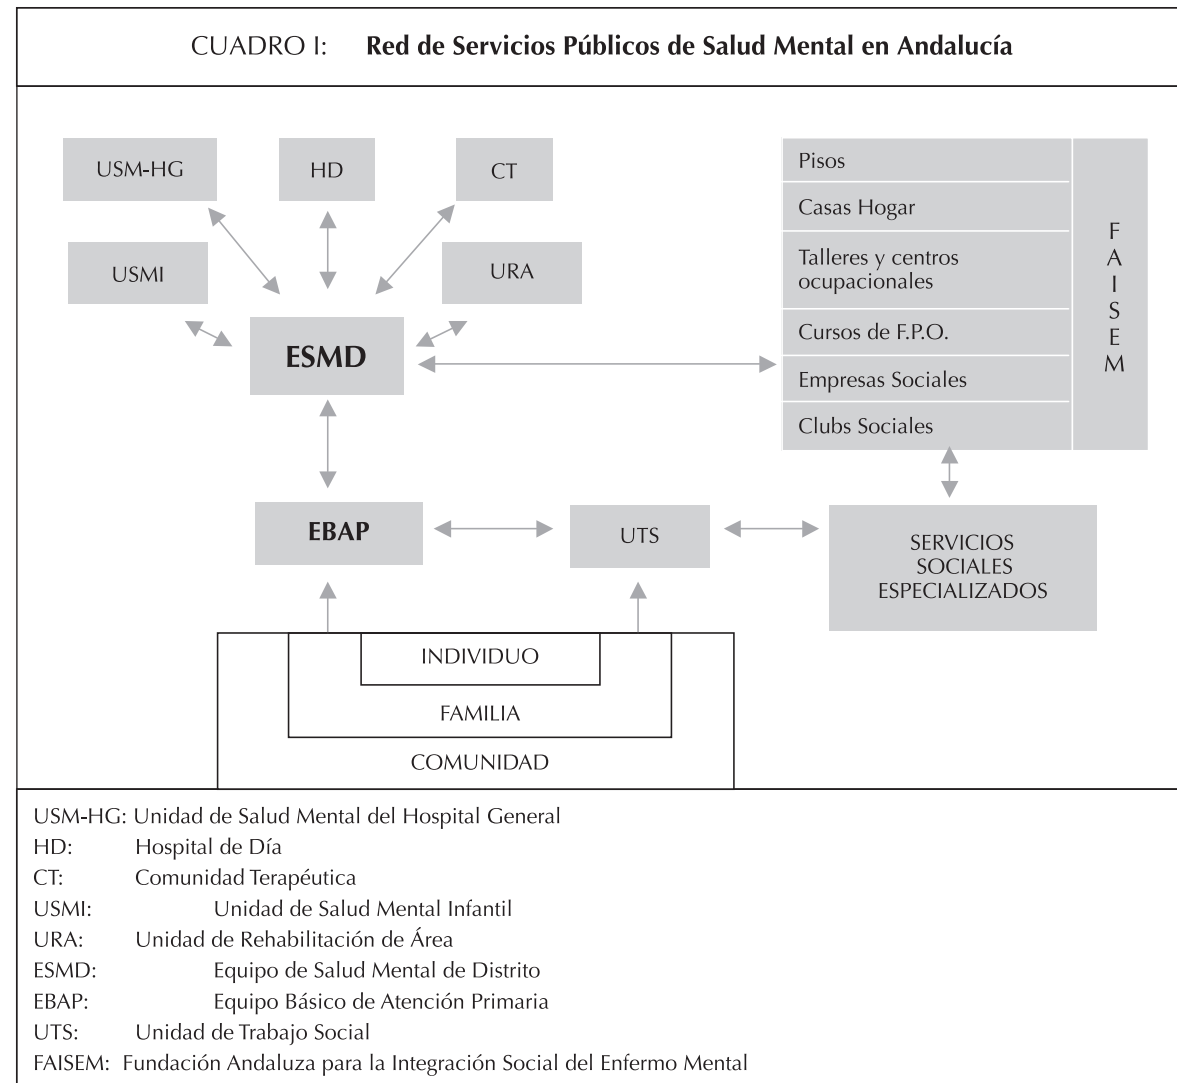 CUADRO I: Red de Servicios Públicos de Salud Mental en Andalucía
USM-HG
HD
CT
USMI
URA
ESMD
Pisos
Casas Hogar
Talleres y centros
ocupacionales
Cursos de F.P.O.
Empresas Sociales
Clubs Sociales
F
A
I
S
E
M
EBAP
UTS
SERVICIOS
SOCIALES
ESPECIALIZADOS
INDIVIDUO
FAMILIA
COMUNIDAD
USM-HG: Unidad de Salud Mental del Hospital General
HD: Hospital de Día
CT: Comunidad Terapéutica
USMI: Unidad de Salud Mental Infantil
URA: Unidad de Rehabilitación de Área
ESMD: Equipo de Salud Mental de Distrito
EBAP: Equipo Básico de Atención Primaria
UTS: Unidad de Trabajo Social
FAISEM: Fundación Andaluza para la Integración Social del Enfermo Mental